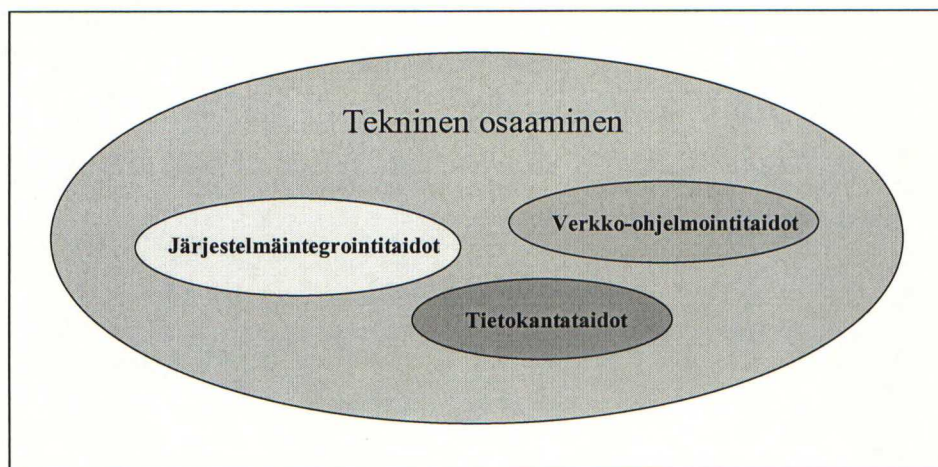 Tekninen osaaminen
Verkko-ohjelmointitaidot
Järjestelmäintegrointitaidot
Tietokantataidot